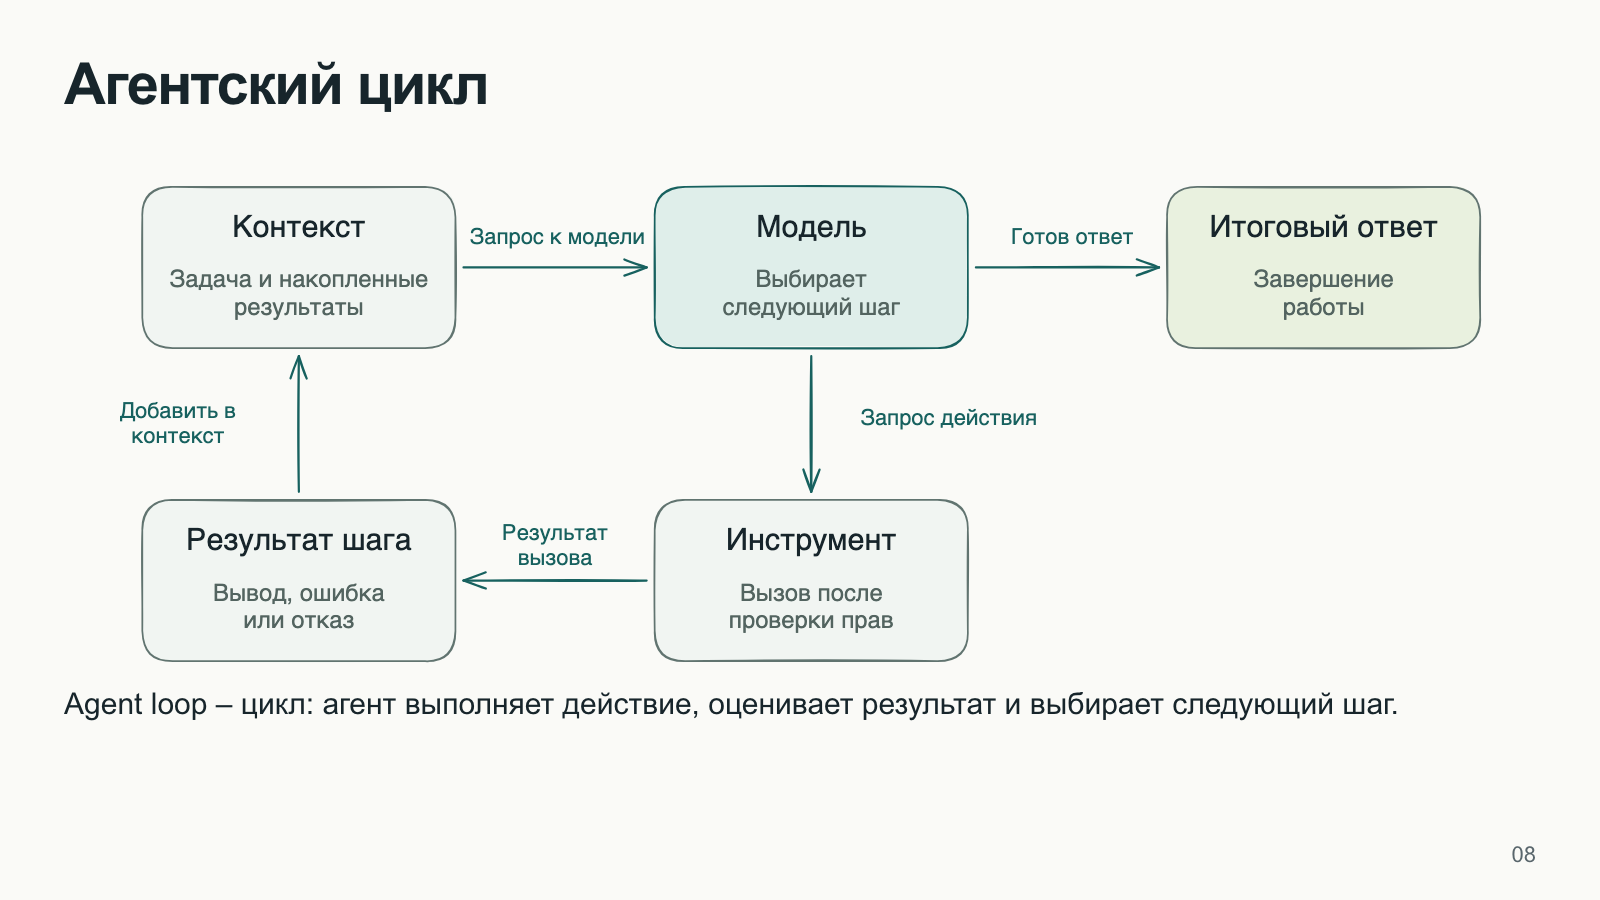 Агентский цикл
Контекст
Задача и накопленные
результаты
Запрос к модели
Модель
Выбирает
следующий шаг
Готов ответ
Итоговый ответ
Завершение
работы
Добавить в
контекст
Запрос действия
Результат шага
Вывод, ошибка
или отказ
Результат
вызова
Инструмент
Вызов после
проверки прав
Agent loop – цикл: агент выполняет действие, оценивает результат и выбирает следующий шаг.
08